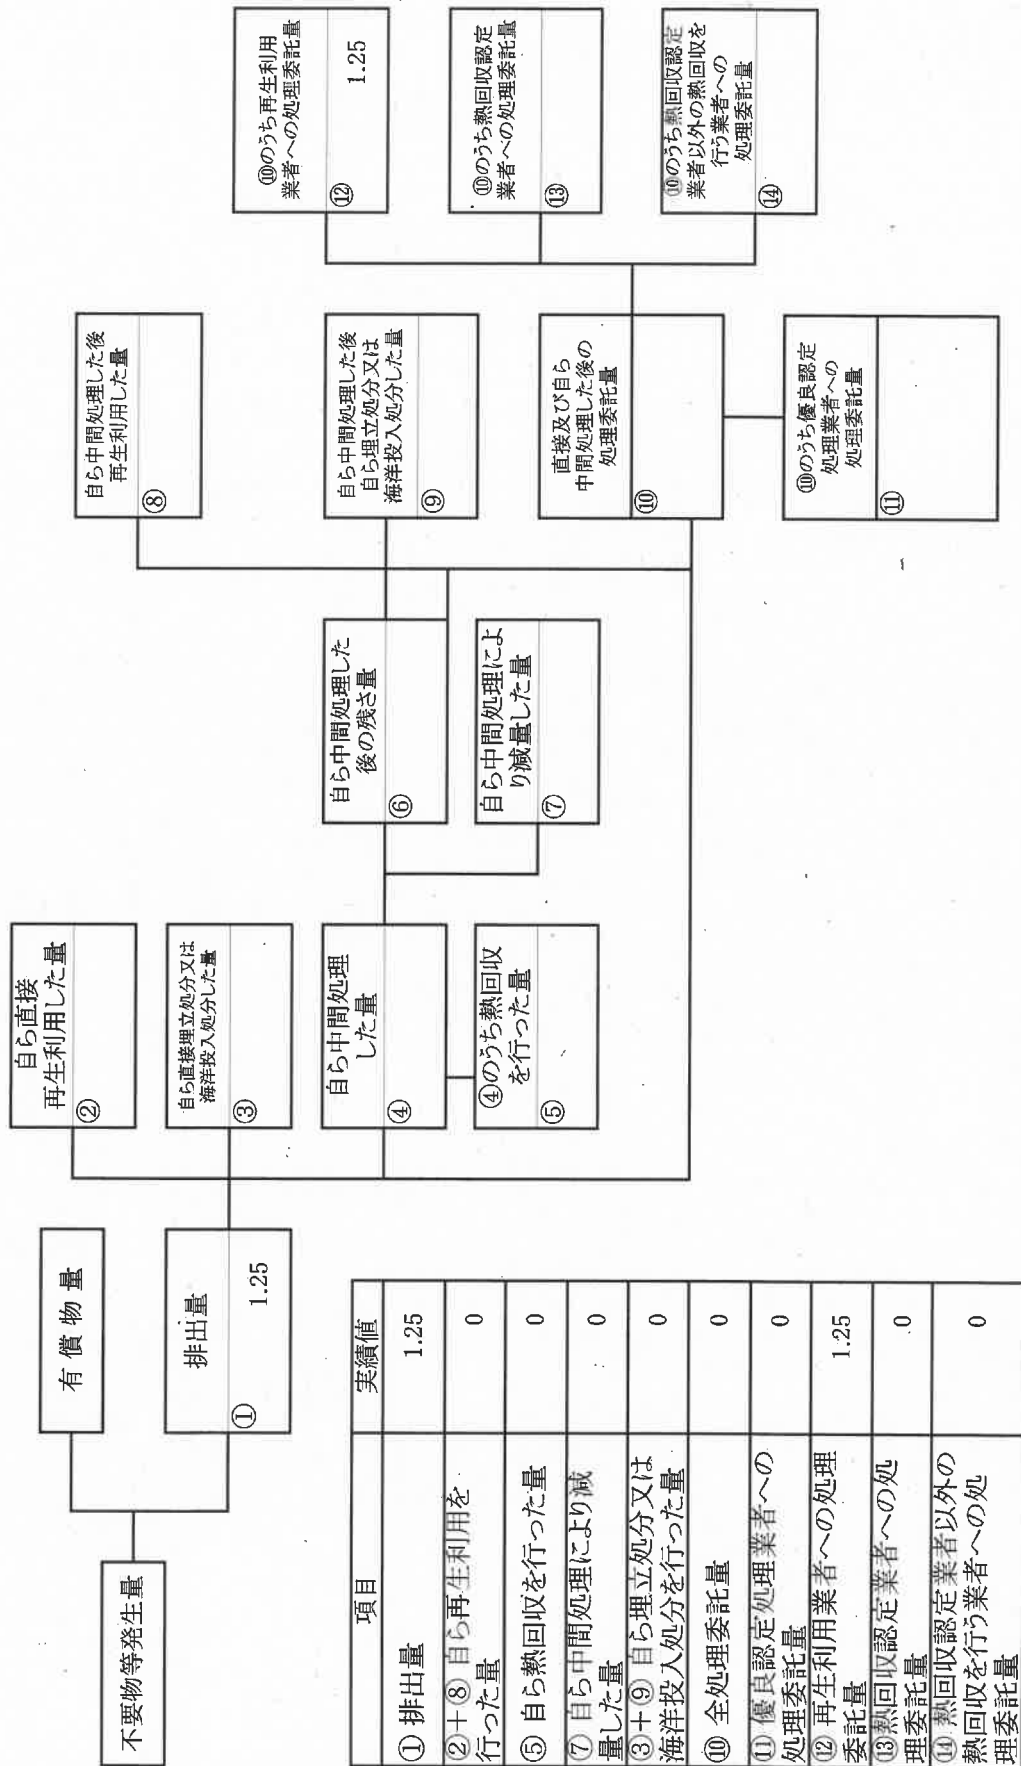 不要物等発生量
有償物量
排出量
①
1.25
自ら直接
再生利用した量
②
自ら直接埋立処分又は
海洋投入処分した量
③
自ら中間処理
した量
④
④のうち熱回収
を行った量
⑤
自ら中間処理した
後の残さ量
⑥
自ら中間処理によ
り減量した量
⑦
自ら中間処理した後
再生利用した量
⑧
自ら中間処理した後
自ら埋立処分又は
海洋投入処分した量
⑨
直接及び自ら
中間処理した後の
処理委託量
⑩
⑩のうち優良認定
処理業者への
処理委託量
⑪
⑩のうち再生利用
業者への処理委託量
⑫
1.25
⑩のうち熱回収認定
業者への処理委託量
⑬
⑩のうち熱回収認定
業者以外の熱回収を
行う業者への
処理委託量
⑭
項目 実績値
①排出量 1.25
②+⑧ 自ら再生利用を
行った量 0
⑤ 自ら熱回収を行った量 0
⑦ 自ら中間処理により減
量した量 0
③+⑨ 自ら埋立処分又は
海洋投入処分を行った量 0
⑩ 全処理委託量 0
⑪ 優良認定処理業者への
処理委託量 0
⑫ 再生利用業者への処理
委託量 1.25
⑬熱回収認定業者への処
理委託量 0
⑭ 熱回収認定業者以外の
熱回収を行う業者への処
理委託量 0